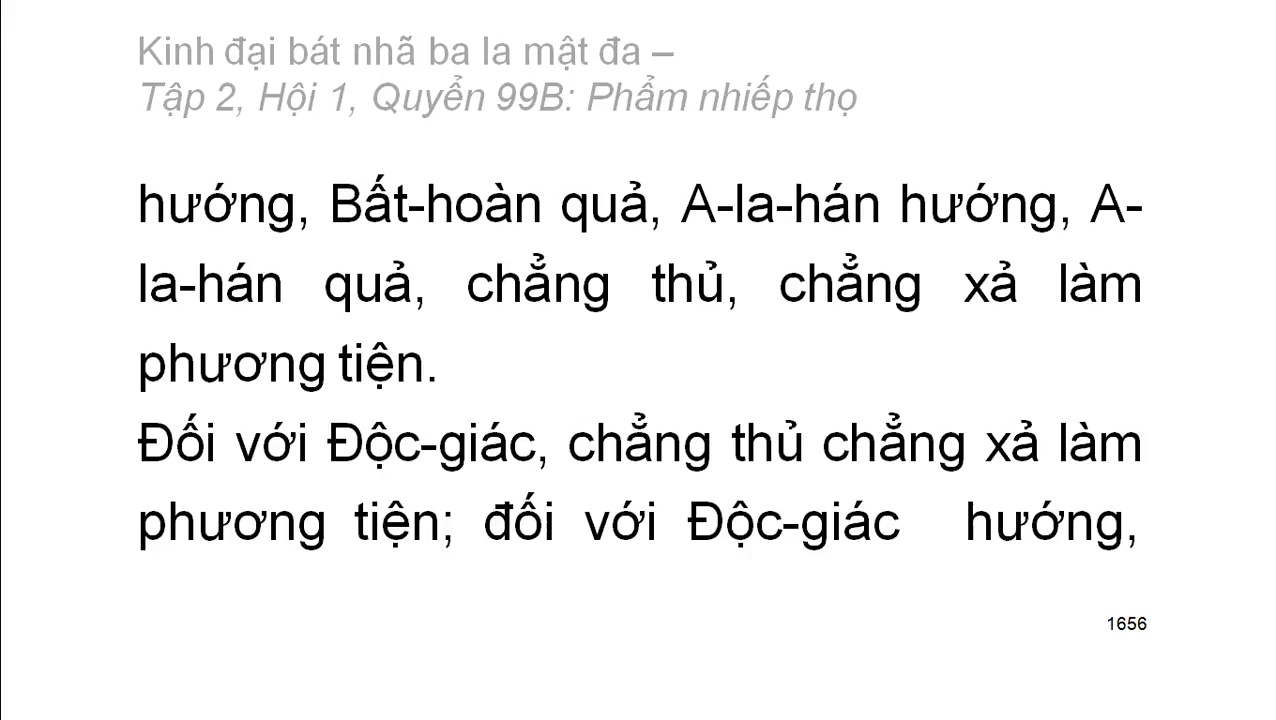 Kinh đại bát nhã ba la mật đa –
Tập 2, Hội 1, Quyển 99B: Phẩm nhiếp thọ
hướng, Bất-hoàn quả, A-la-hán hướng, A-
la-hán quả, chẳng thủ, chẳng xả làm
phương tiện.
Đối với Độc-giác, chẳng thủ chẳng xả làm
phương tiện; đối với Độc-giác hướng,
1656